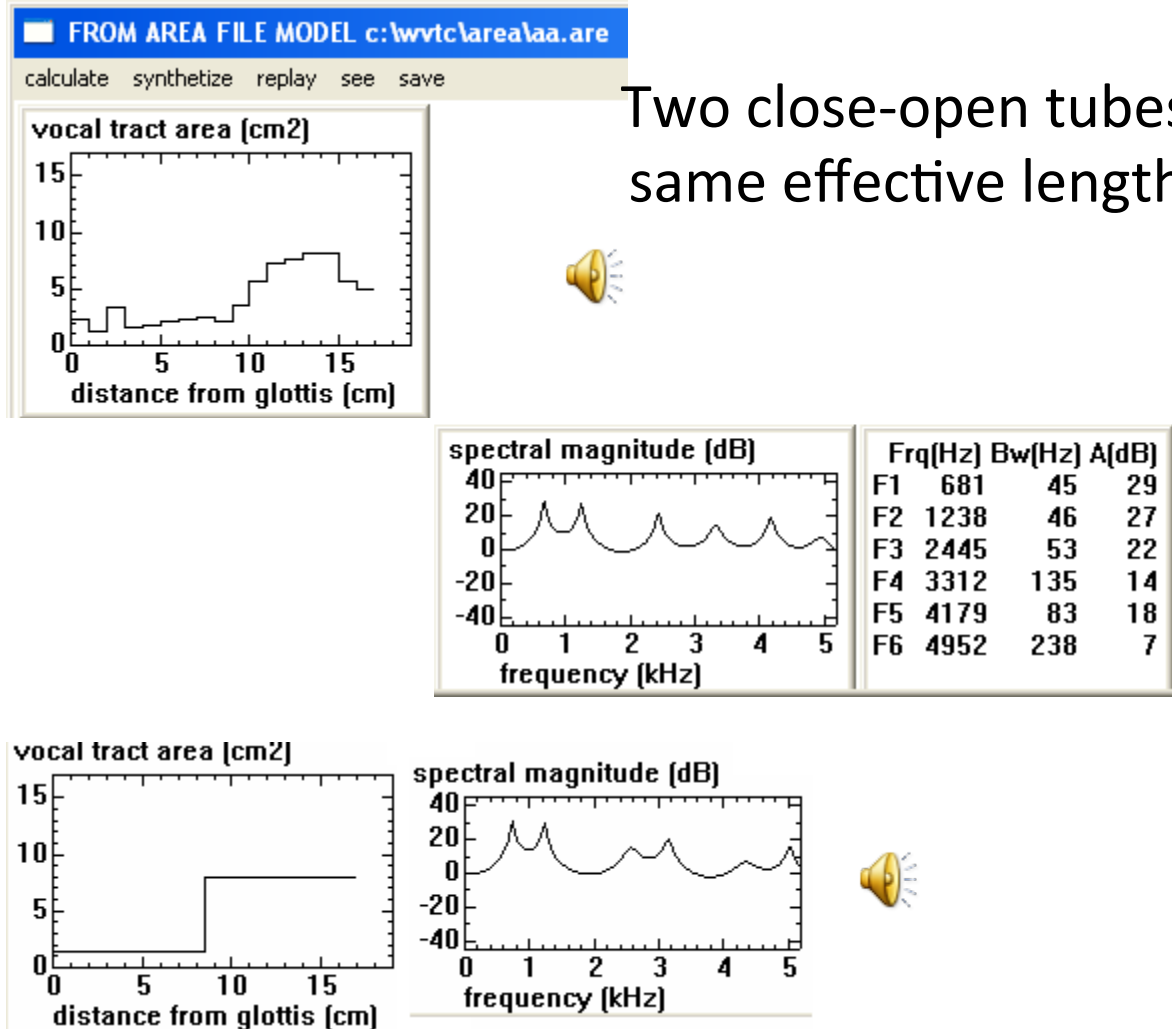 FROM AREA FILE MODEL c:\wvtc\area\aa.are
calculate synthetize replay see save
Two close-open tubes
same effective length
vocal tract area (cm2)
15
10
5
0
0 5 10 15
distance from glottis (cm)
spectral magnitude (dB)
40
20
0
-20
-40
0 1 2 3 4 5
frequency (kHz)
Frq(Hz) Bw(Hz) A(dB)
F1 681 45 29
F2 1238 46 27
F3 2445 53 22
F4 3312 135 14
F5 4179 83 18
F6 4952 238 7
vocal tract area (cm2)
15
10
5
0
0 5 10 15
distance from glottis (cm)
spectral magnitude (dB)
40
20
0
-20
-40
0 1 2 3 4 5
frequency (kHz)